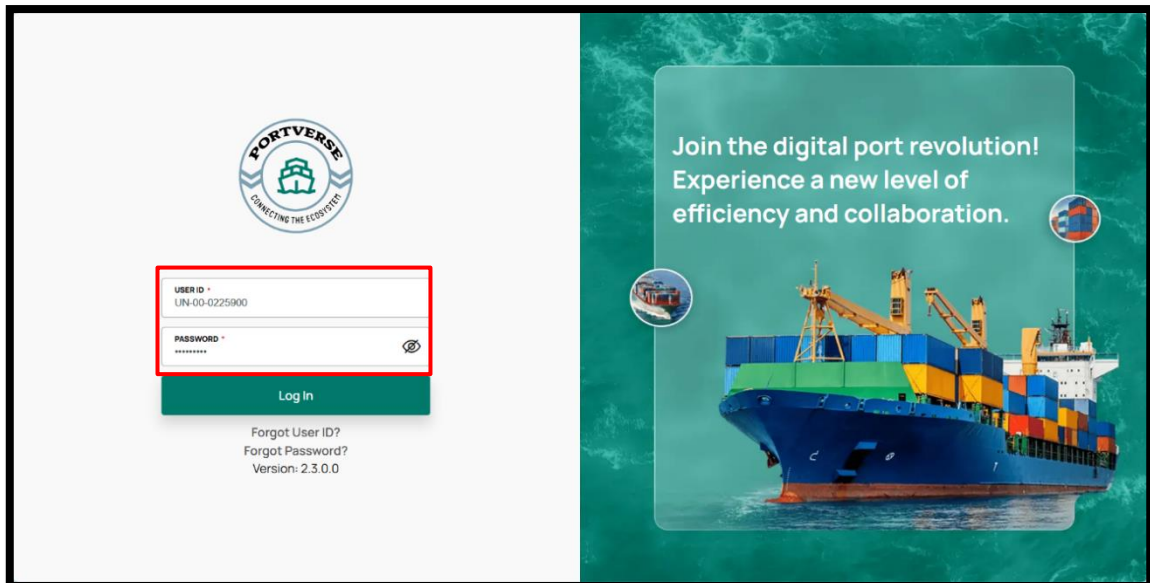 PORTVERSE
CONNECTING THE ECOSYSTEM
USER ID *
UN-00-0225900
PASSWORD *
•••••••••
Log In
Forgot User ID?
Forgot Password?
Version: 2.3.0.0
Join the digital port revolution!
Experience a new level of
efficiency and collaboration.